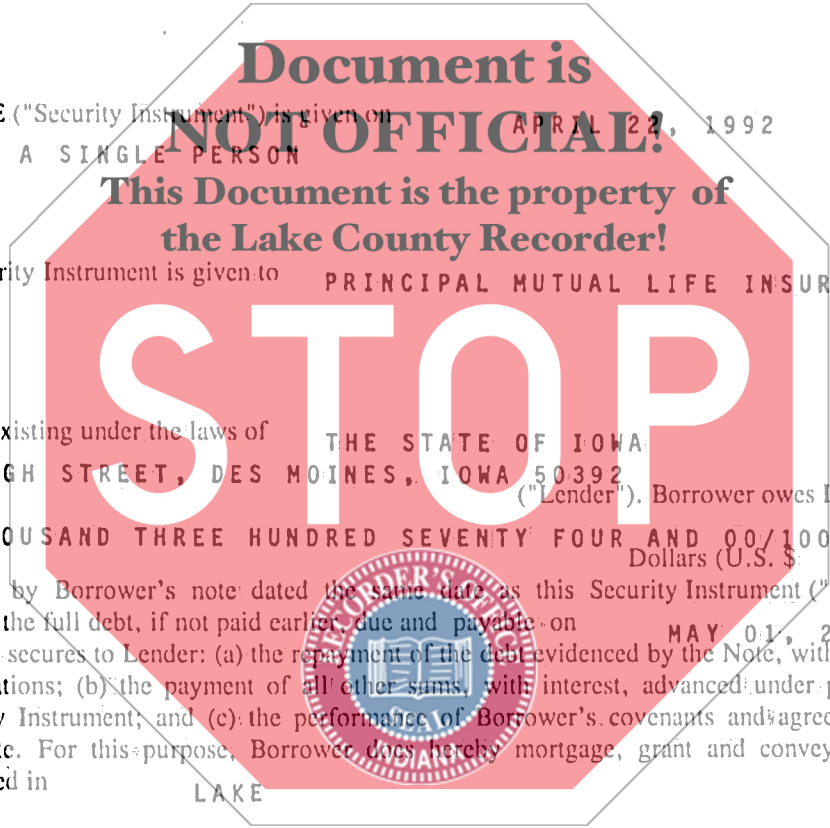 Document is
E ("Security Instrument") is given on APRIL 22, 1992
NOT OFFICIAL!
A SINGLE PERSON
This Document is the property of
the Lake County Recorder!
rity Instrument is given to PRINCIPAL MUTUAL LIFE INSUR
STOP
xisting under the laws of THE STATE OF IOWA
GH STREET, DES MOINES, IOWA 50392
("Lender"). Borrower owes L
OUSAND THREE HUNDRED SEVENTY FOUR AND 00/100
Dollars (U.S. $
by Borrower's note dated the same date as this Security Instrument ("
the full debt, if not paid earlier, due and payable on MAY 01, 2
secures to Lender: (a) the repayment of the debt evidenced by the Note, with
tions; (b) the payment of all other sums, with interest, advanced under p
y Instrument; and (c) the performance of Borrower's covenants and agree
te. For this purpose, Borrower does hereby mortgage, grant and convey
ed in LAKE
RECORDER'S OFFICE
SEAL
INDIANA